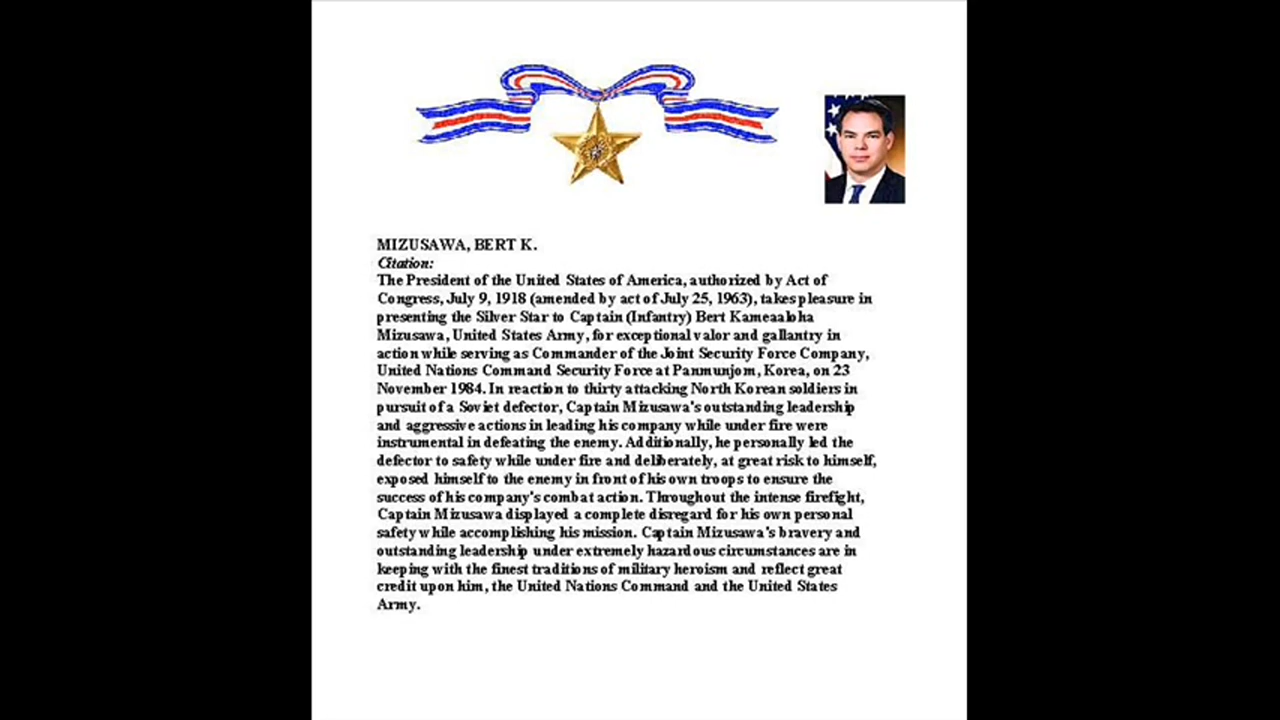 MIZUSAWA, BERT K.
Citation:
The President of the United States of America, authorized by Act of
Congress, July 9, 1918 (amended by act of July 25, 1963), takes pleasure in
presenting the Silver Star to Captain (Infantry) Bert Kameaaloha
Mizusawa, United States Army, for exceptional valor and gallantry in
action while serving as Commander of the Joint Security Force Company,
United Nations Command Security Force at Panmunjom, Korea, on 23
November 1984. In reaction to thirty attacking North Korean soldiers in
pursuit of a Soviet defector, Captain Mizusawa's outstanding leadership
and aggressive actions in leading his company while under fire were
instrumental in defeating the enemy. Additionally, he personally led the
defector to safety while under fire and deliberately, at great risk to himself,
exposed himself to the enemy in front of his own troops to ensure the
success of his company's combat action. Throughout the intense firefight,
Captain Mizusawa displayed a complete disregard for his own personal
safety while accomplishing his mission. Captain Mizusawa's bravery and
outstanding leadership under extremely hazardous circumstances are in
keeping with the finest traditions of military heroism and reflect great
credit upon him, the United Nations Command and the United States
Army.